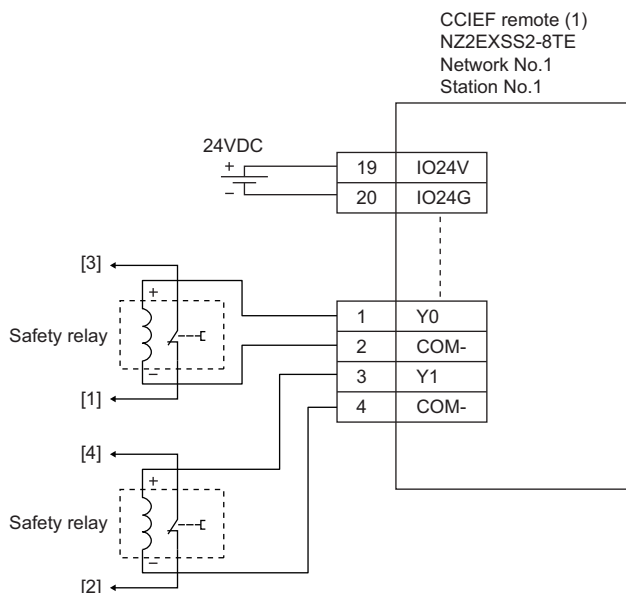 CCIEF remote (1)
NZ2EXSS2-8TE
Network No.1
Station No.1
24VDC
+
−
19 IO24V
20 IO24G
[3]
+
Safety relay
−
[1]
1 Y0
2 COM-
3 Y1
4 COM-
[4]
+
Safety relay
−
[2]